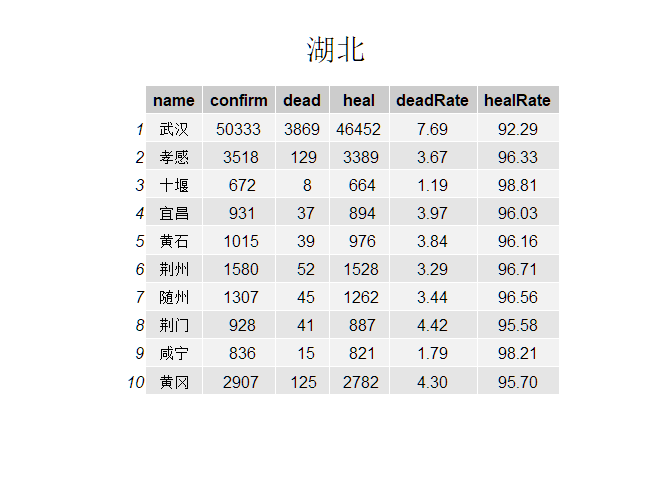 湖北
name confirm dead heal deadRate healRate
1 武汉 50333 3869 46452 7.69 92.29
2 孝感 3518 129 3389 3.67 96.33
3 十堰 672 8 664 1.19 98.81
4 宜昌 931 37 894 3.97 96.03
5 黄石 1015 39 976 3.84 96.16
6 荆州 1580 52 1528 3.29 96.71
7 随州 1307 45 1262 3.44 96.56
8 荆门 928 41 887 4.42 95.58
9 咸宁 836 15 821 1.79 98.21
10 黄冈 2907 125 2782 4.30 95.70